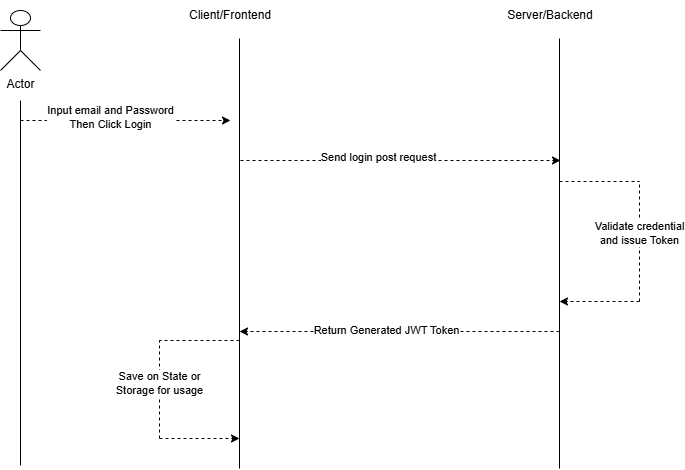 Client/Frontend
Server/Backend
Actor
Input email and Password
Then Click Login
Send login post request
Validate credential
and issue Token
Return Generated JWT Token
Save on State or
Storage for usage